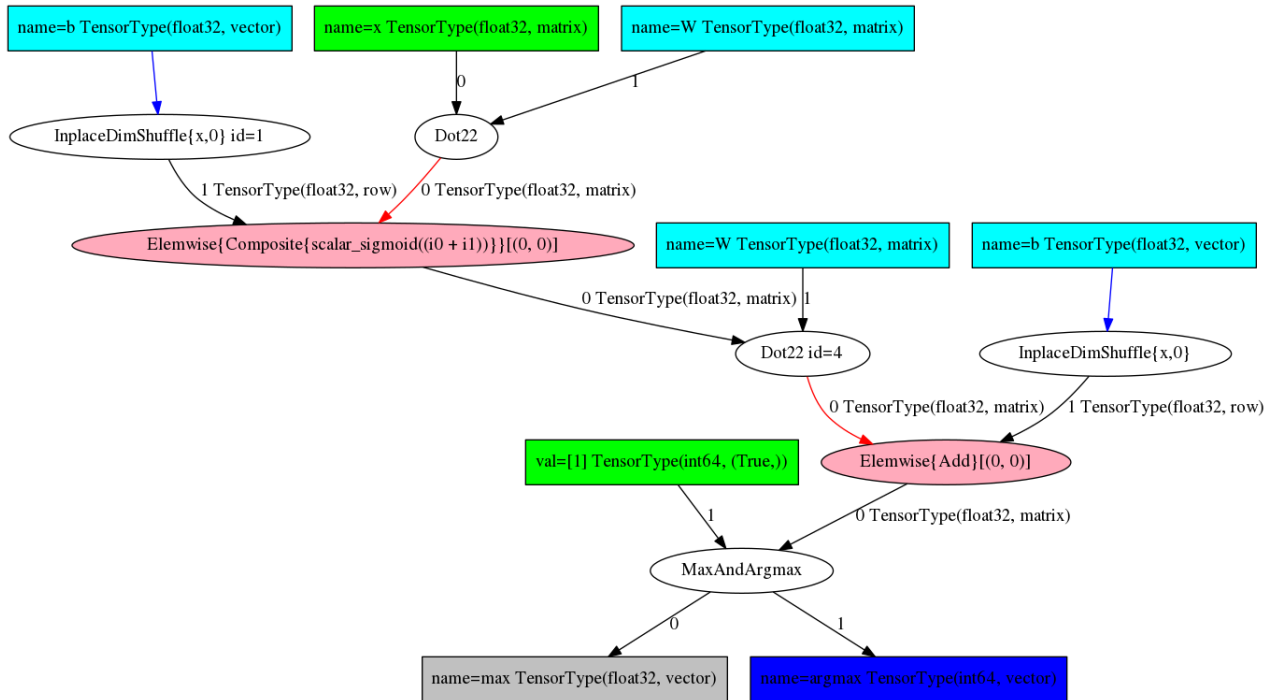 name=b TensorType(float32, vector)
name=x TensorType(float32, matrix)
name=W TensorType(float32, matrix)
0
1
InplaceDimShuffle{x,0} id=1
Dot22
1 TensorType(float32, row)
0 TensorType(float32, matrix)
Elemwise{Composite{scalar_sigmoid((i0 + i1))}}[(0, 0)]
name=W TensorType(float32, matrix)
name=b TensorType(float32, vector)
0 TensorType(float32, matrix)
1
Dot22 id=4
InplaceDimShuffle{x,0}
0 TensorType(float32, matrix)
1 TensorType(float32, row)
val=[1] TensorType(int64, (True,))
Elemwise{Add}[(0, 0)]
1
0 TensorType(float32, matrix)
MaxAndArgmax
0
1
name=max TensorType(float32, vector)
name=argmax TensorType(int64, vector)